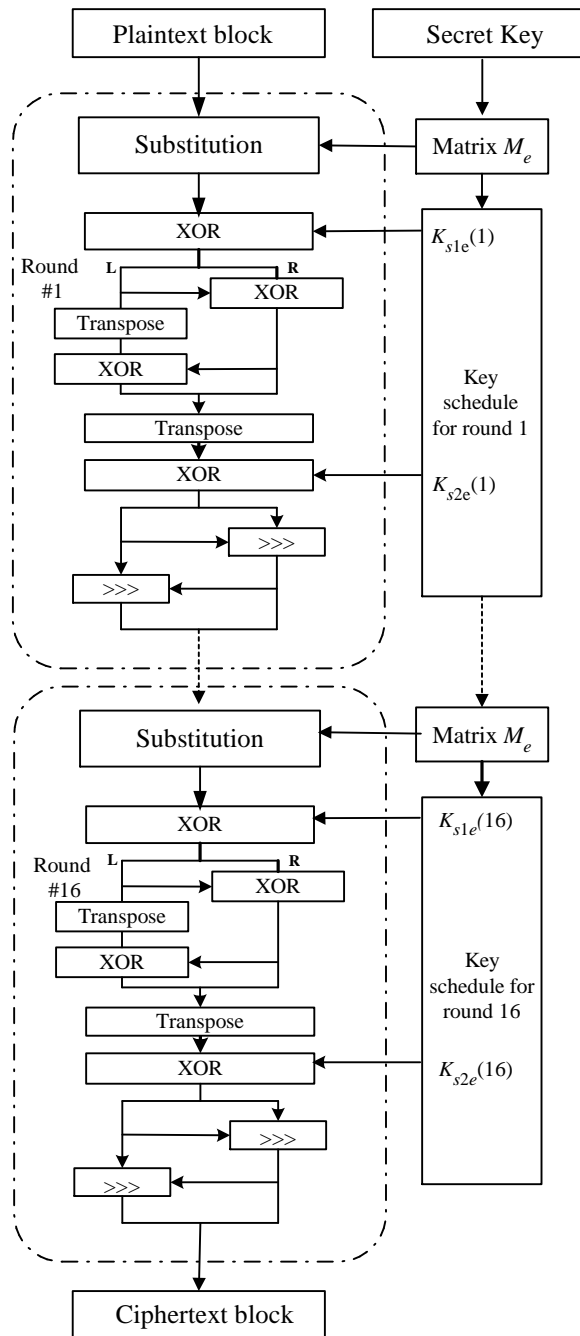 Plaintext block
Secret Key
Substitution
Matrix Me
XOR
Ks1e(1)
Round
#1
L
R
XOR
Transpose
XOR
Key
schedule
for round 1
Transpose
XOR
Ks2e(1)
>>>
>>>
Substitution
Matrix Me
XOR
Ks1e(16)
Round
#16
L
R
XOR
Transpose
XOR
Key
schedule for
round 16
Transpose
XOR
Ks2e(16)
>>>
>>>
Ciphertext block